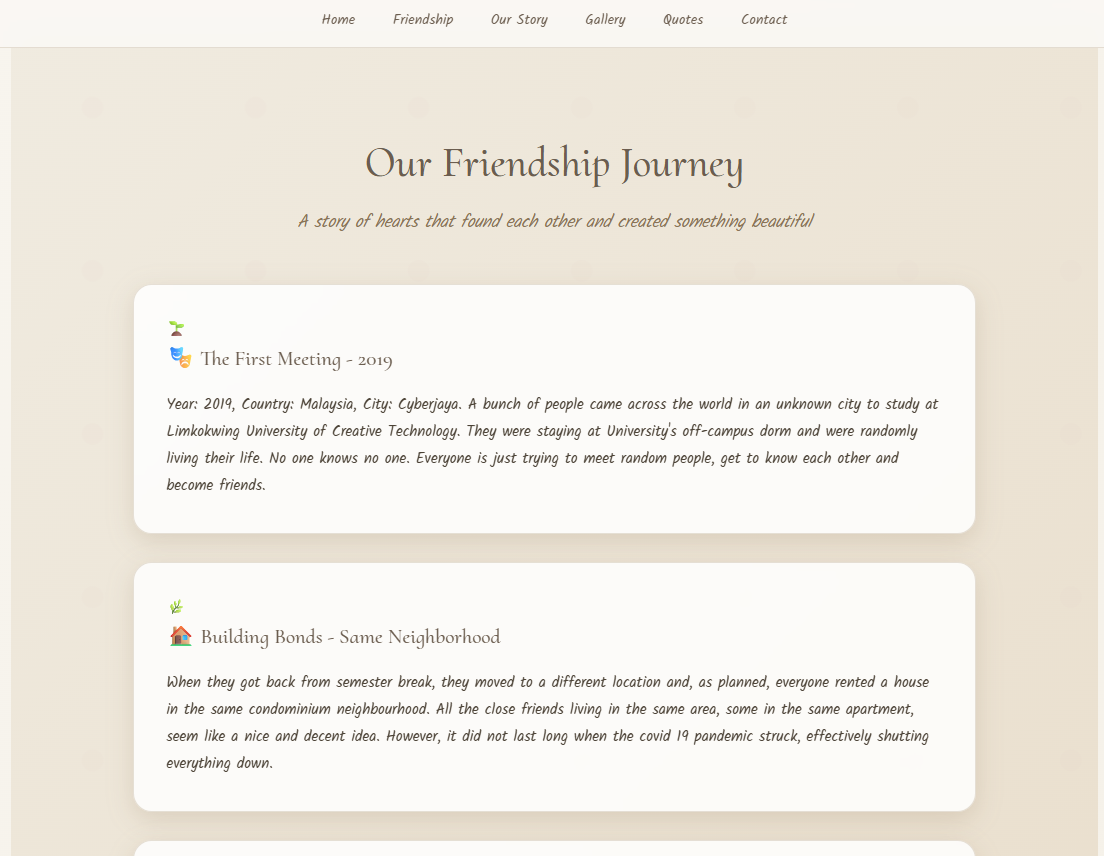 Home Friendship Our Story Gallery Quotes Contact
Our Friendship Journey
A story of hearts that found each other and created something beautiful
The First Meeting - 2019
Year: 2019, Country: Malaysia, City: Cyberjaya. A bunch of people came across the world in an unknown city to study at
Limkokwing University of Creative Technology. They were staying at University's off-campus dorm and were randomly
living their life. No one knows no one. Everyone is just trying to meet random people, get to know each other and
become friends.
Building Bonds - Same Neighborhood
When they got back from semester break, they moved to a different location and, as planned, everyone rented a house
in the same condominium neighbourhood. All the close friends living in the same area, some in the same apartment,
seem like a nice and decent idea. However, it did not last long when the covid 19 pandemic struck, effectively shutting
everything down.